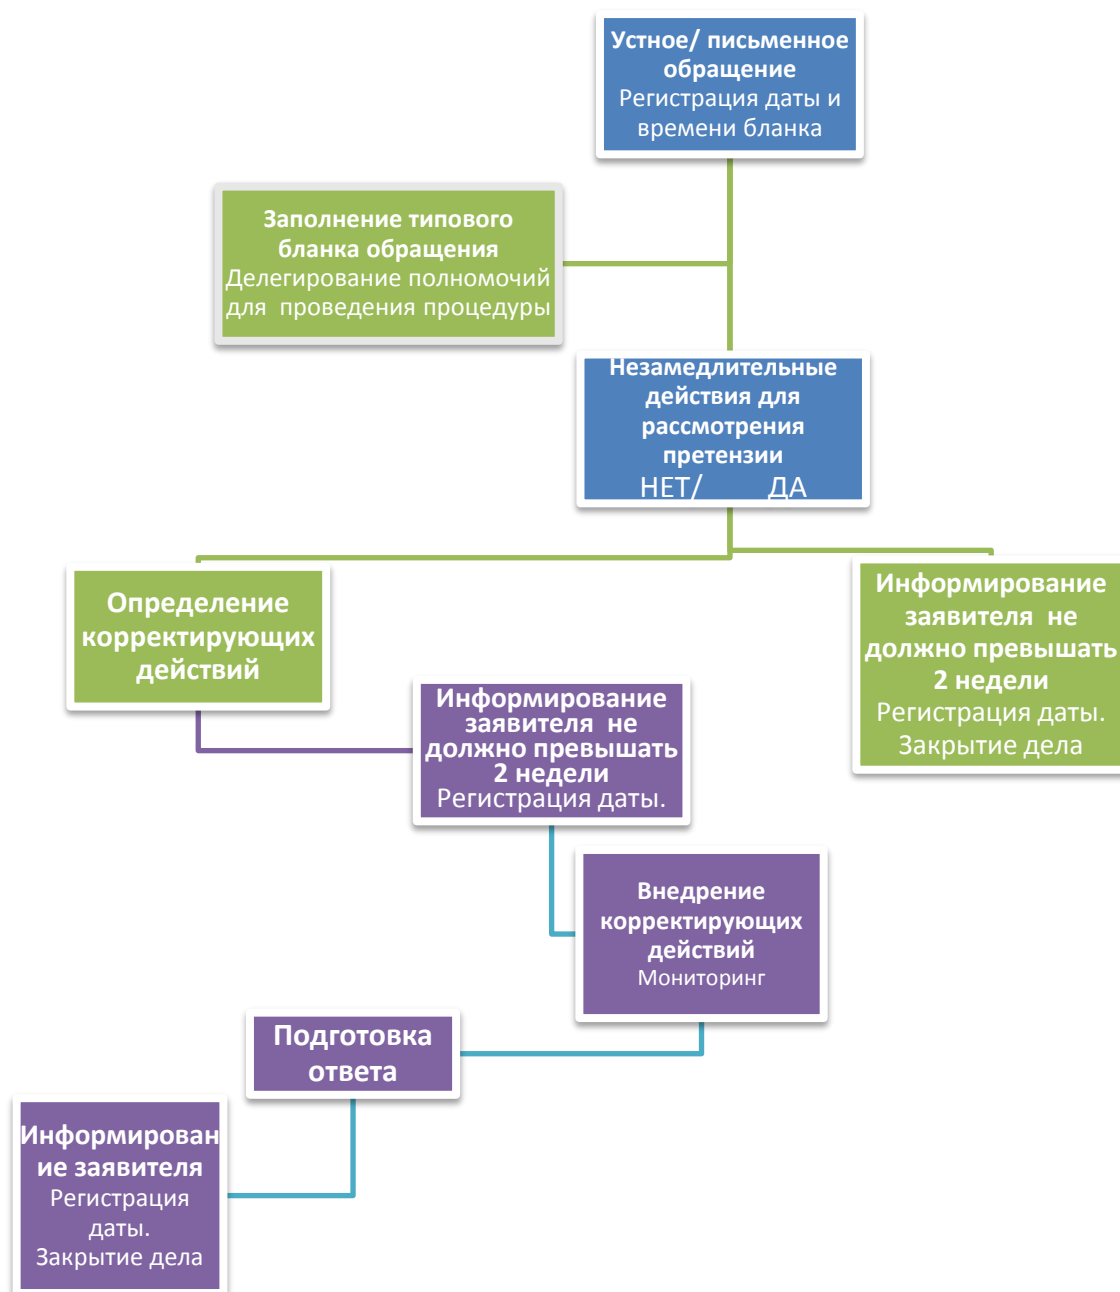 Устное/ письменное
обращение
Регистрация даты и
времени бланка
Заполнение типового
бланка обращения
Делегирование полномочий
для проведения процедуры
Незамедлительные
действия для
рассмотрения
претензии
НЕТ/ ДА
Определение
корректирующих
действий
Информирование
заявителя не
должно превышать
2 недели
Регистрация даты.
Закрытие дела
Информирование
заявителя не
должно превышать
2 недели
Регистрация даты.
Внедрение
корректирующих
действий
Мониторинг
Подготовка
ответа
Информирован
ие заявителя
Регистрация
даты.
Закрытие дела